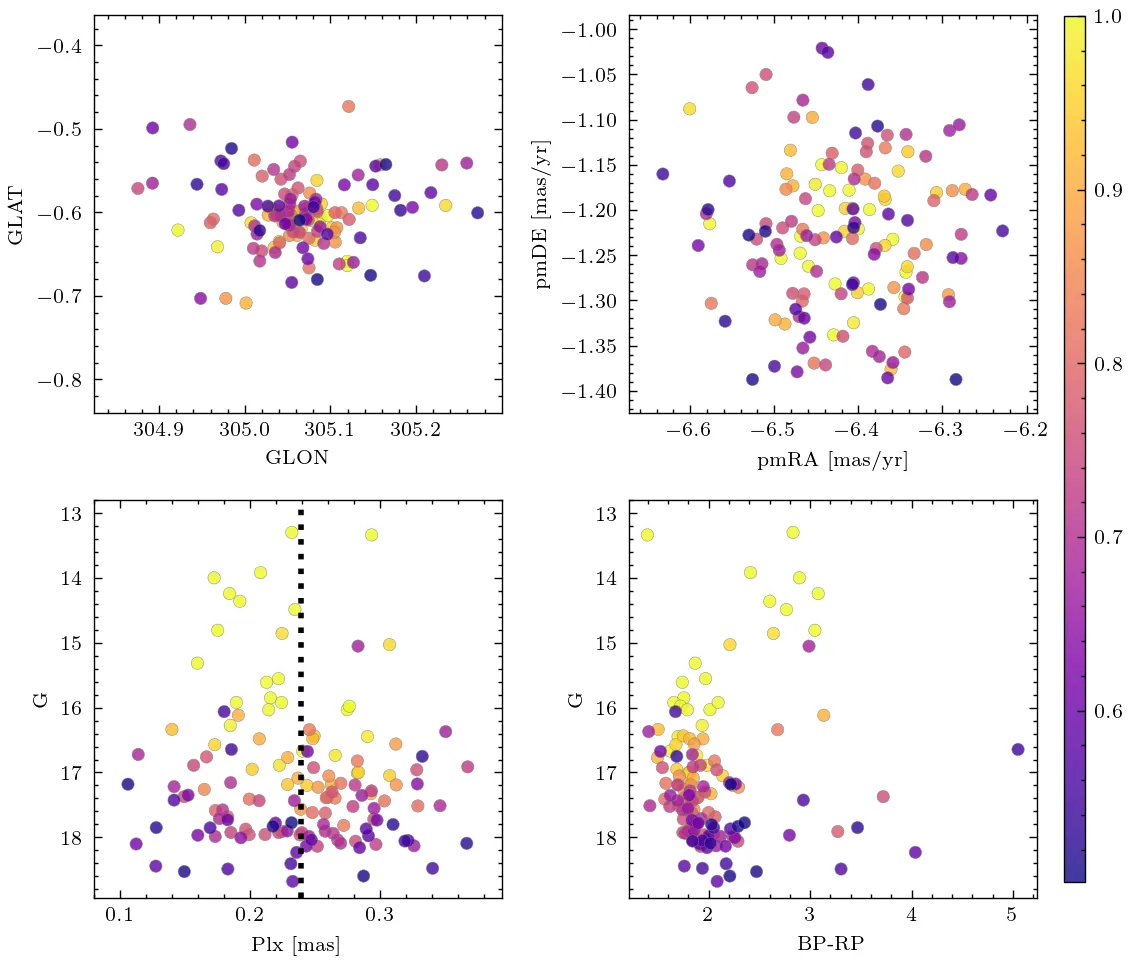 −0.4
−0.5
−0.6
−0.7
−0.8
GLAT
304.9 305.0 305.1 305.2
GLON
−1.00
−1.05
−1.10
−1.15
−1.20
−1.25
−1.30
−1.35
−1.40
pmDE [mas/yr]
−6.6 −6.5 −6.4 −6.3 −6.2
pmRA [mas/yr]
13
14
15
16
17
18
G
0.1 0.2 0.3
Plx [mas]
13
14
15
16
17
18
G
2 3 4 5
BP-RP
1.0
0.9
0.8
0.7
0.6